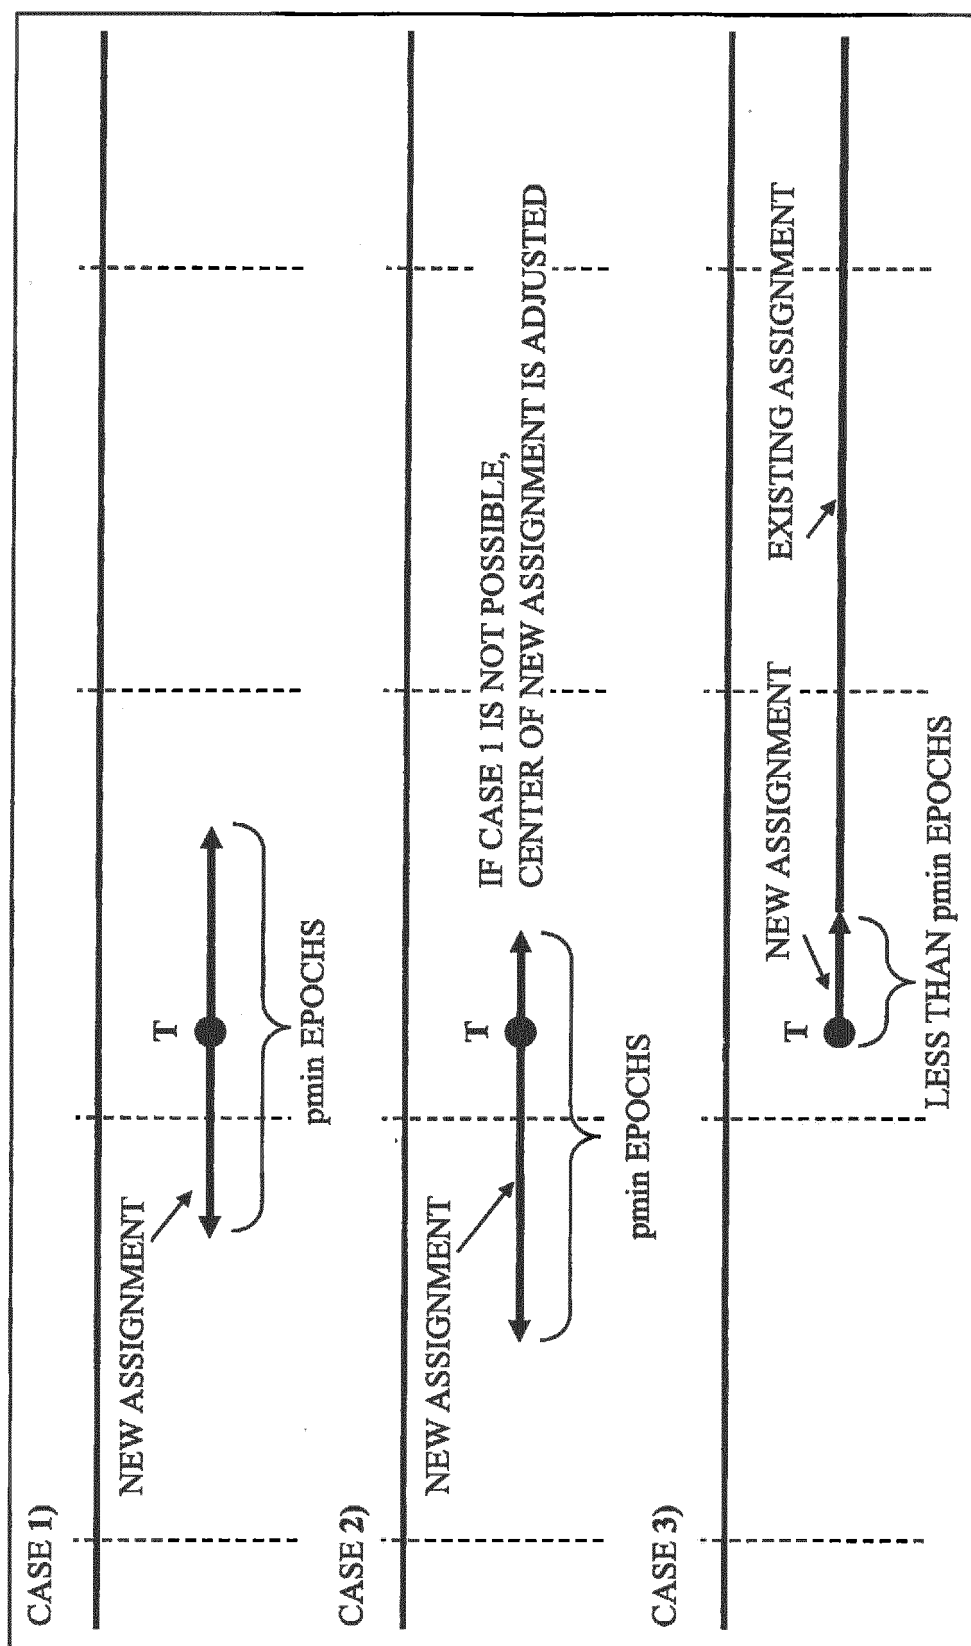 CASE 1)
NEW ASSIGNMENT
T
pmin EPOCHS
CASE 2)
NEW ASSIGNMENT
T
pmin EPOCHS
IF CASE 1 IS NOT POSSIBLE,
CENTER OF NEW ASSIGNMENT IS ADJUSTED
CASE 3)
T
NEW ASSIGNMENT
EXISTING ASSIGNMENT
LESS THAN pmin EPOCHS